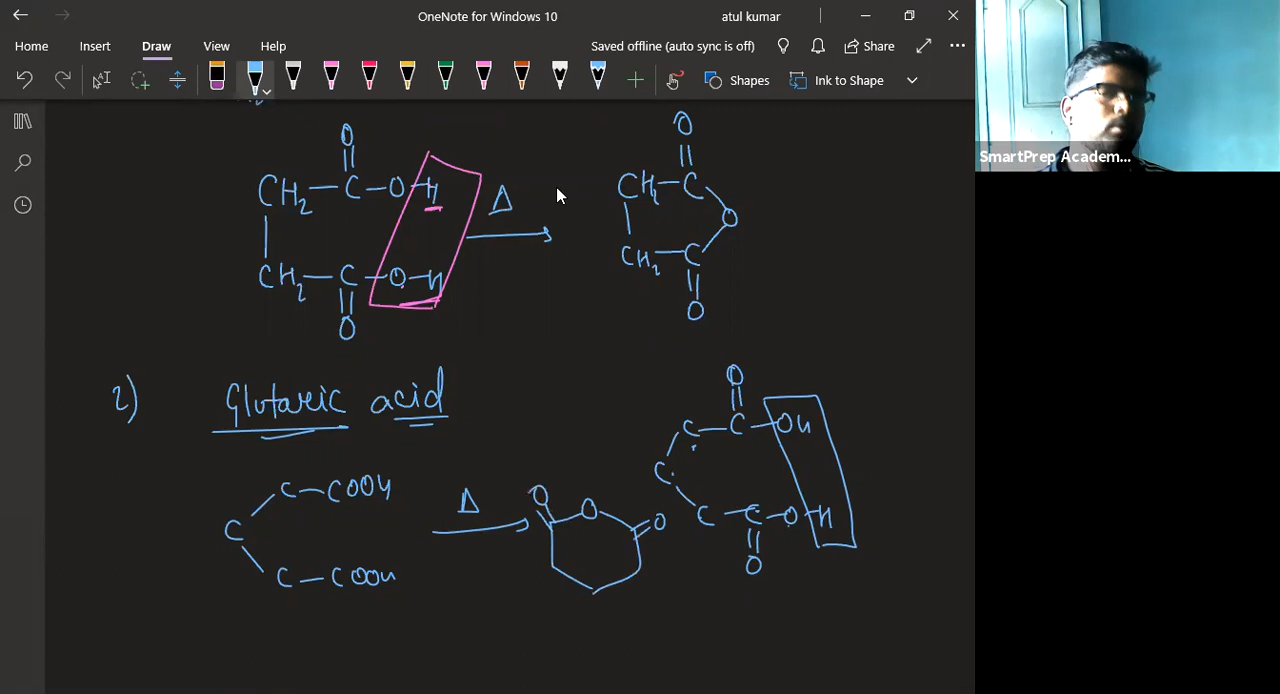 OneNote for Windows 10
atul kumar
Home Insert Draw View Help
Saved offline (auto sync is off)
Share
Shapes
Ink to Shape
SmartPrep Academ...
O
O
CH2—C—O—H
Δ
CH2—C
O
CH2—C—O—H
CH2—C
O
O
2) Glutaric acid
O
C—C—OH
C—COOH
Δ
O
O
O
C
C
C—C—O—H
C—COOH
O